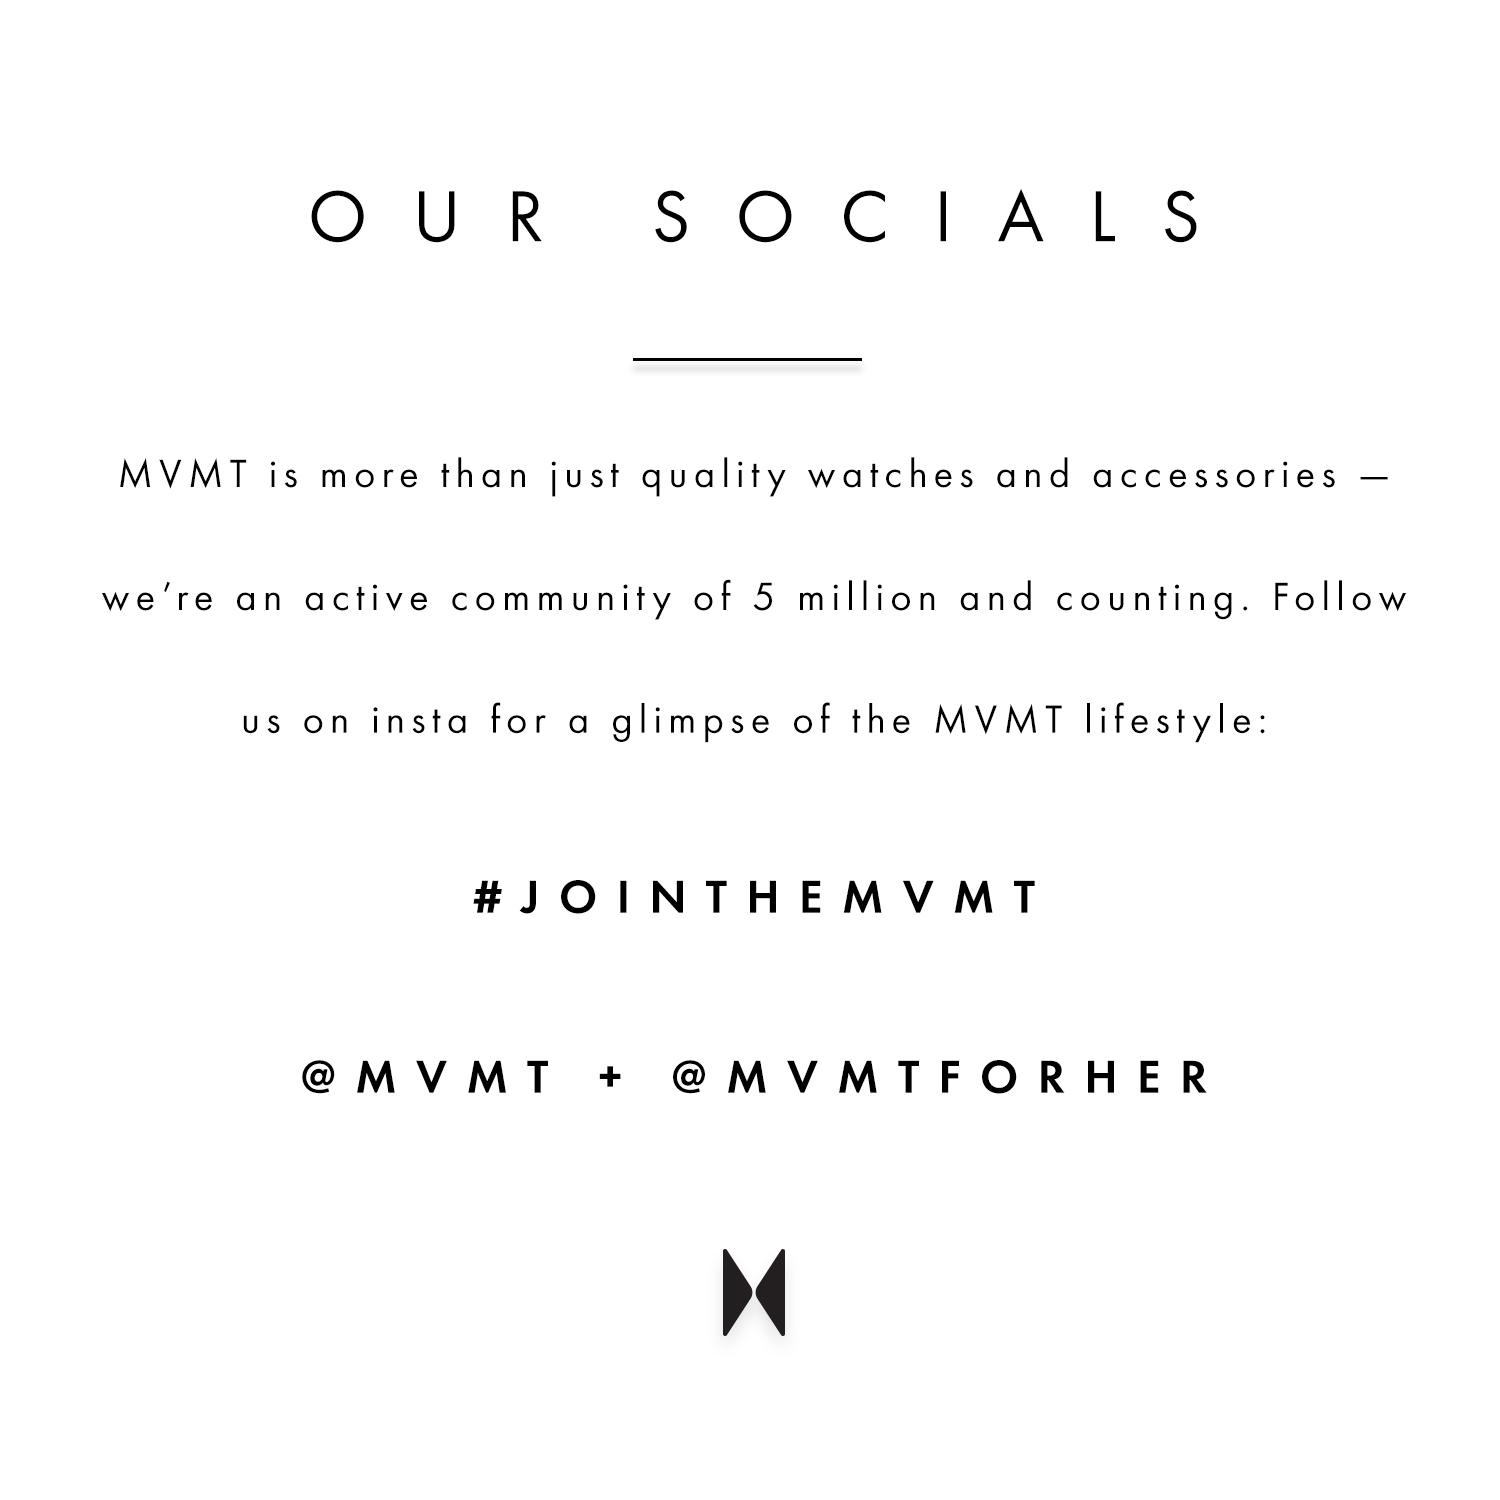 OUR SOCIALS
MVMT is more than just quality watches and accessories —
we’re an active community of 5 million and counting. Follow
us on insta for a glimpse of the MVMT lifestyle:
#JOINTHEMVMT
@MVMT + @MVMTFORHER